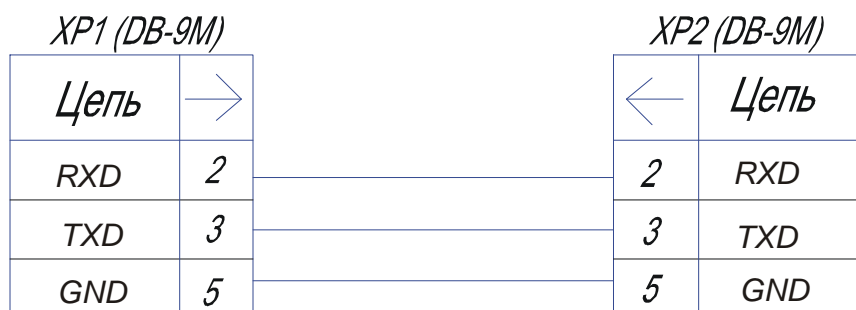 XP1 (DB-9M) XP2 (DB-9M)
Цепь Цепь
RXD 2 2 RXD
TXD 3 3 TXD
GND 5 5 GND